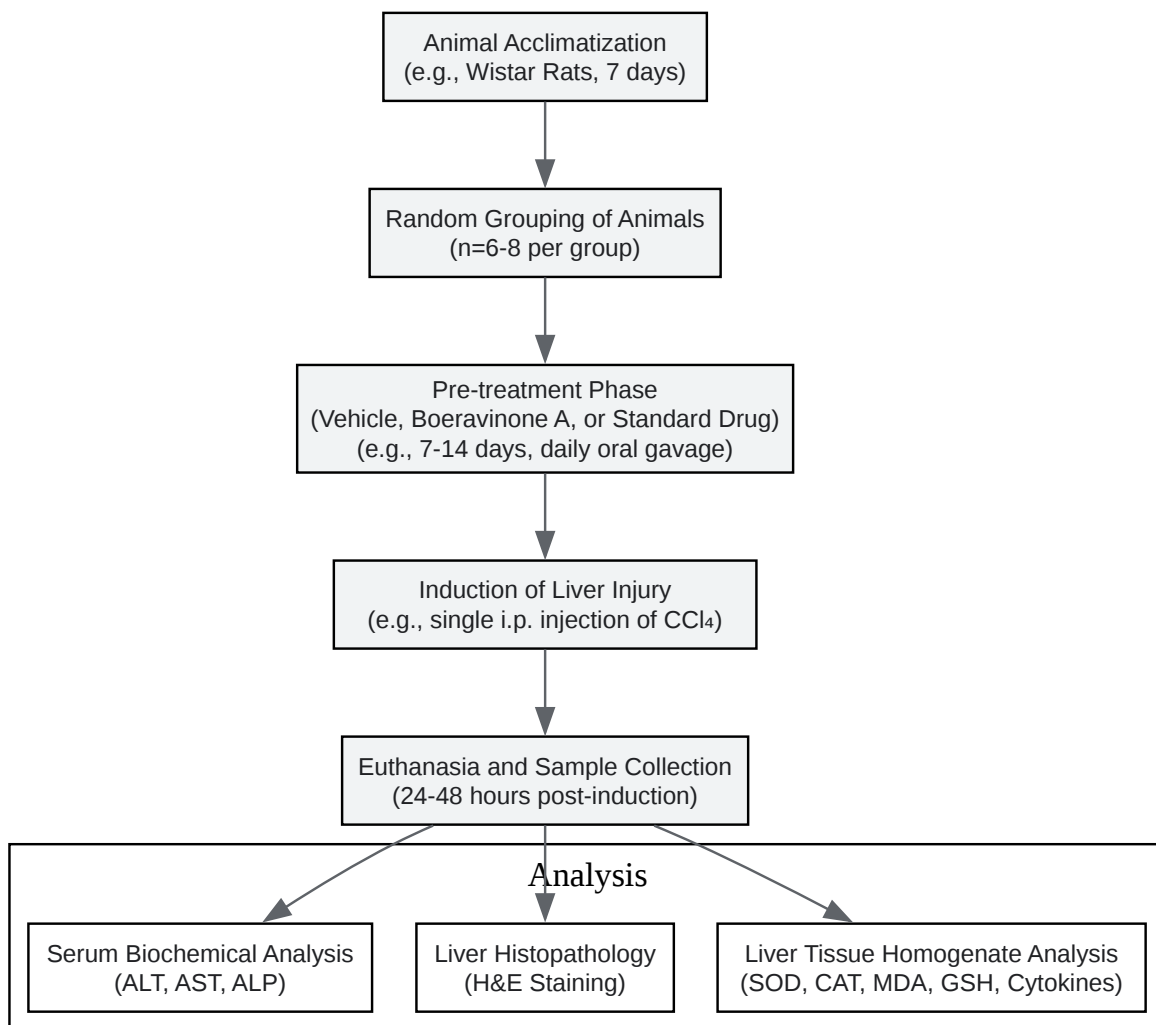 Animal Acclimatization
(e.g., Wistar Rats, 7 days)
Random Grouping of Animals
(n=6-8 per group)
Pre-treatment Phase
(Vehicle, Boeravinone A, or Standard Drug)
(e.g., 7-14 days, daily oral gavage)
Induction of Liver Injury
(e.g., single i.p. injection of CCl₄)
Euthanasia and Sample Collection
(24-48 hours post-induction)
Analysis
Serum Biochemical Analysis
(ALT, AST, ALP)
Liver Histopathology
(H&E Staining)
Liver Tissue Homogenate Analysis
(SOD, CAT, MDA, GSH, Cytokines)